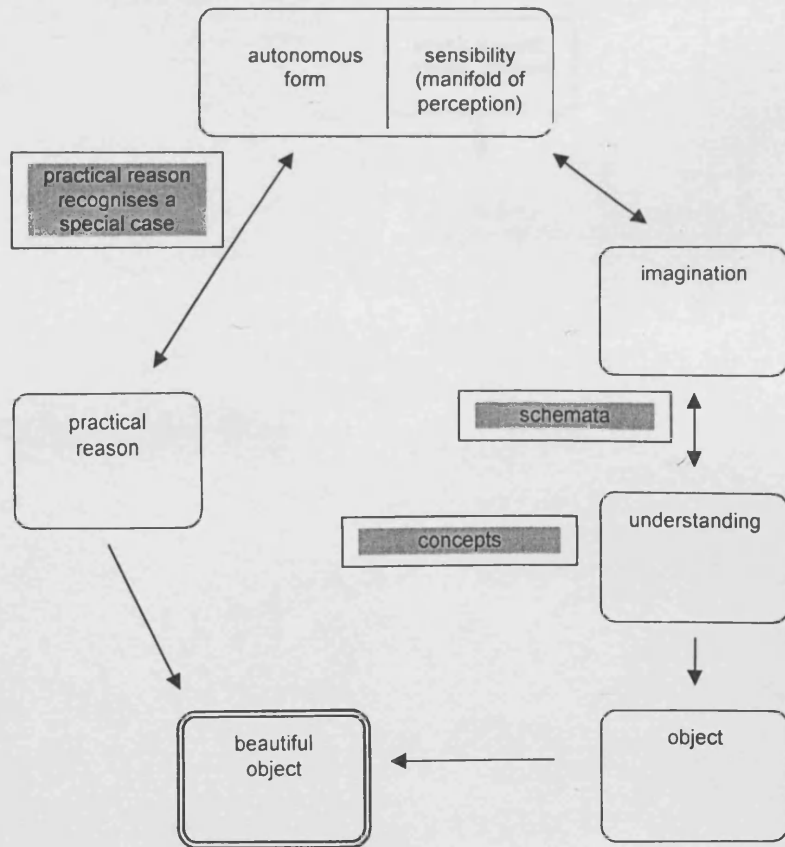 autonomous
form
sensibility
(manifold of
perception)
practical reason
recognises a
special case
imagination
schemata
practical
reason
understanding
concepts
beautiful
object
object